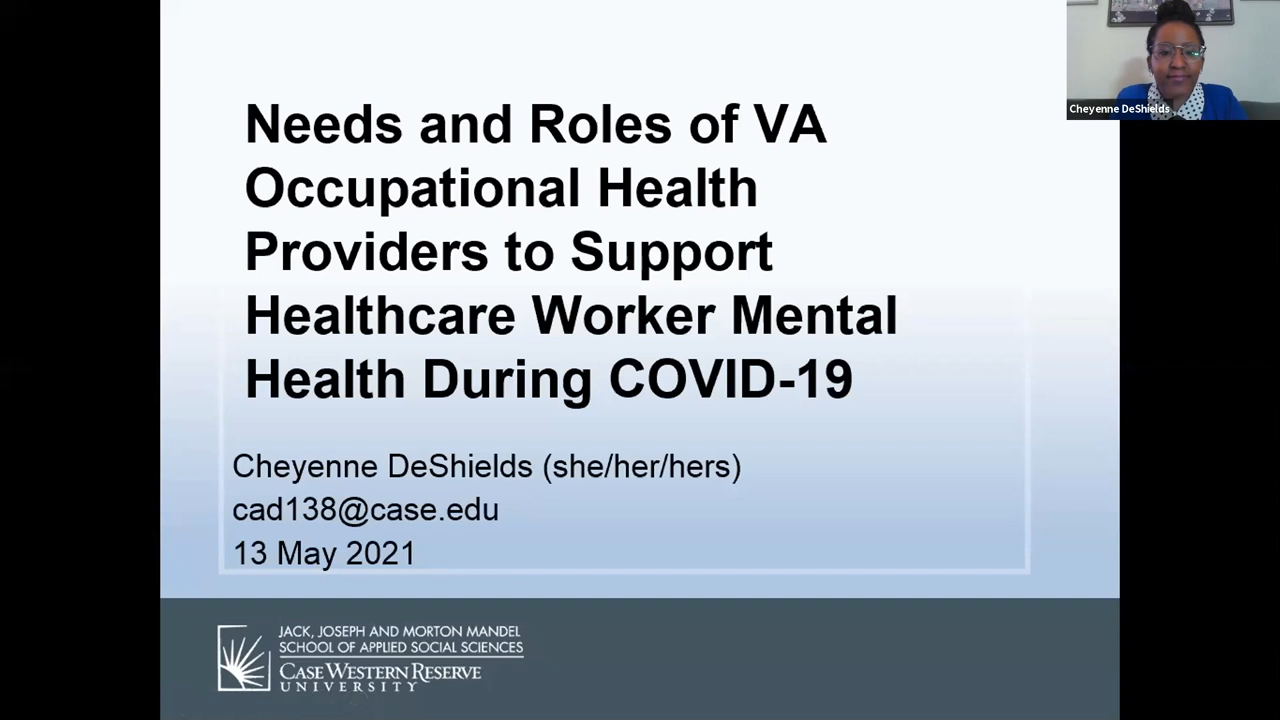 Needs and Roles of VA
Occupational Health
Providers to Support
Healthcare Worker Mental
Health During COVID-19
Cheyenne DeShields (she/her/hers)
cad138@case.edu
13 May 2021
JACK, JOSEPH AND MORTON MANDEL
SCHOOL OF APPLIED SOCIAL SCIENCES
CASE WESTERN RESERVE
UNIVERSITY
Cheyenne DeShields